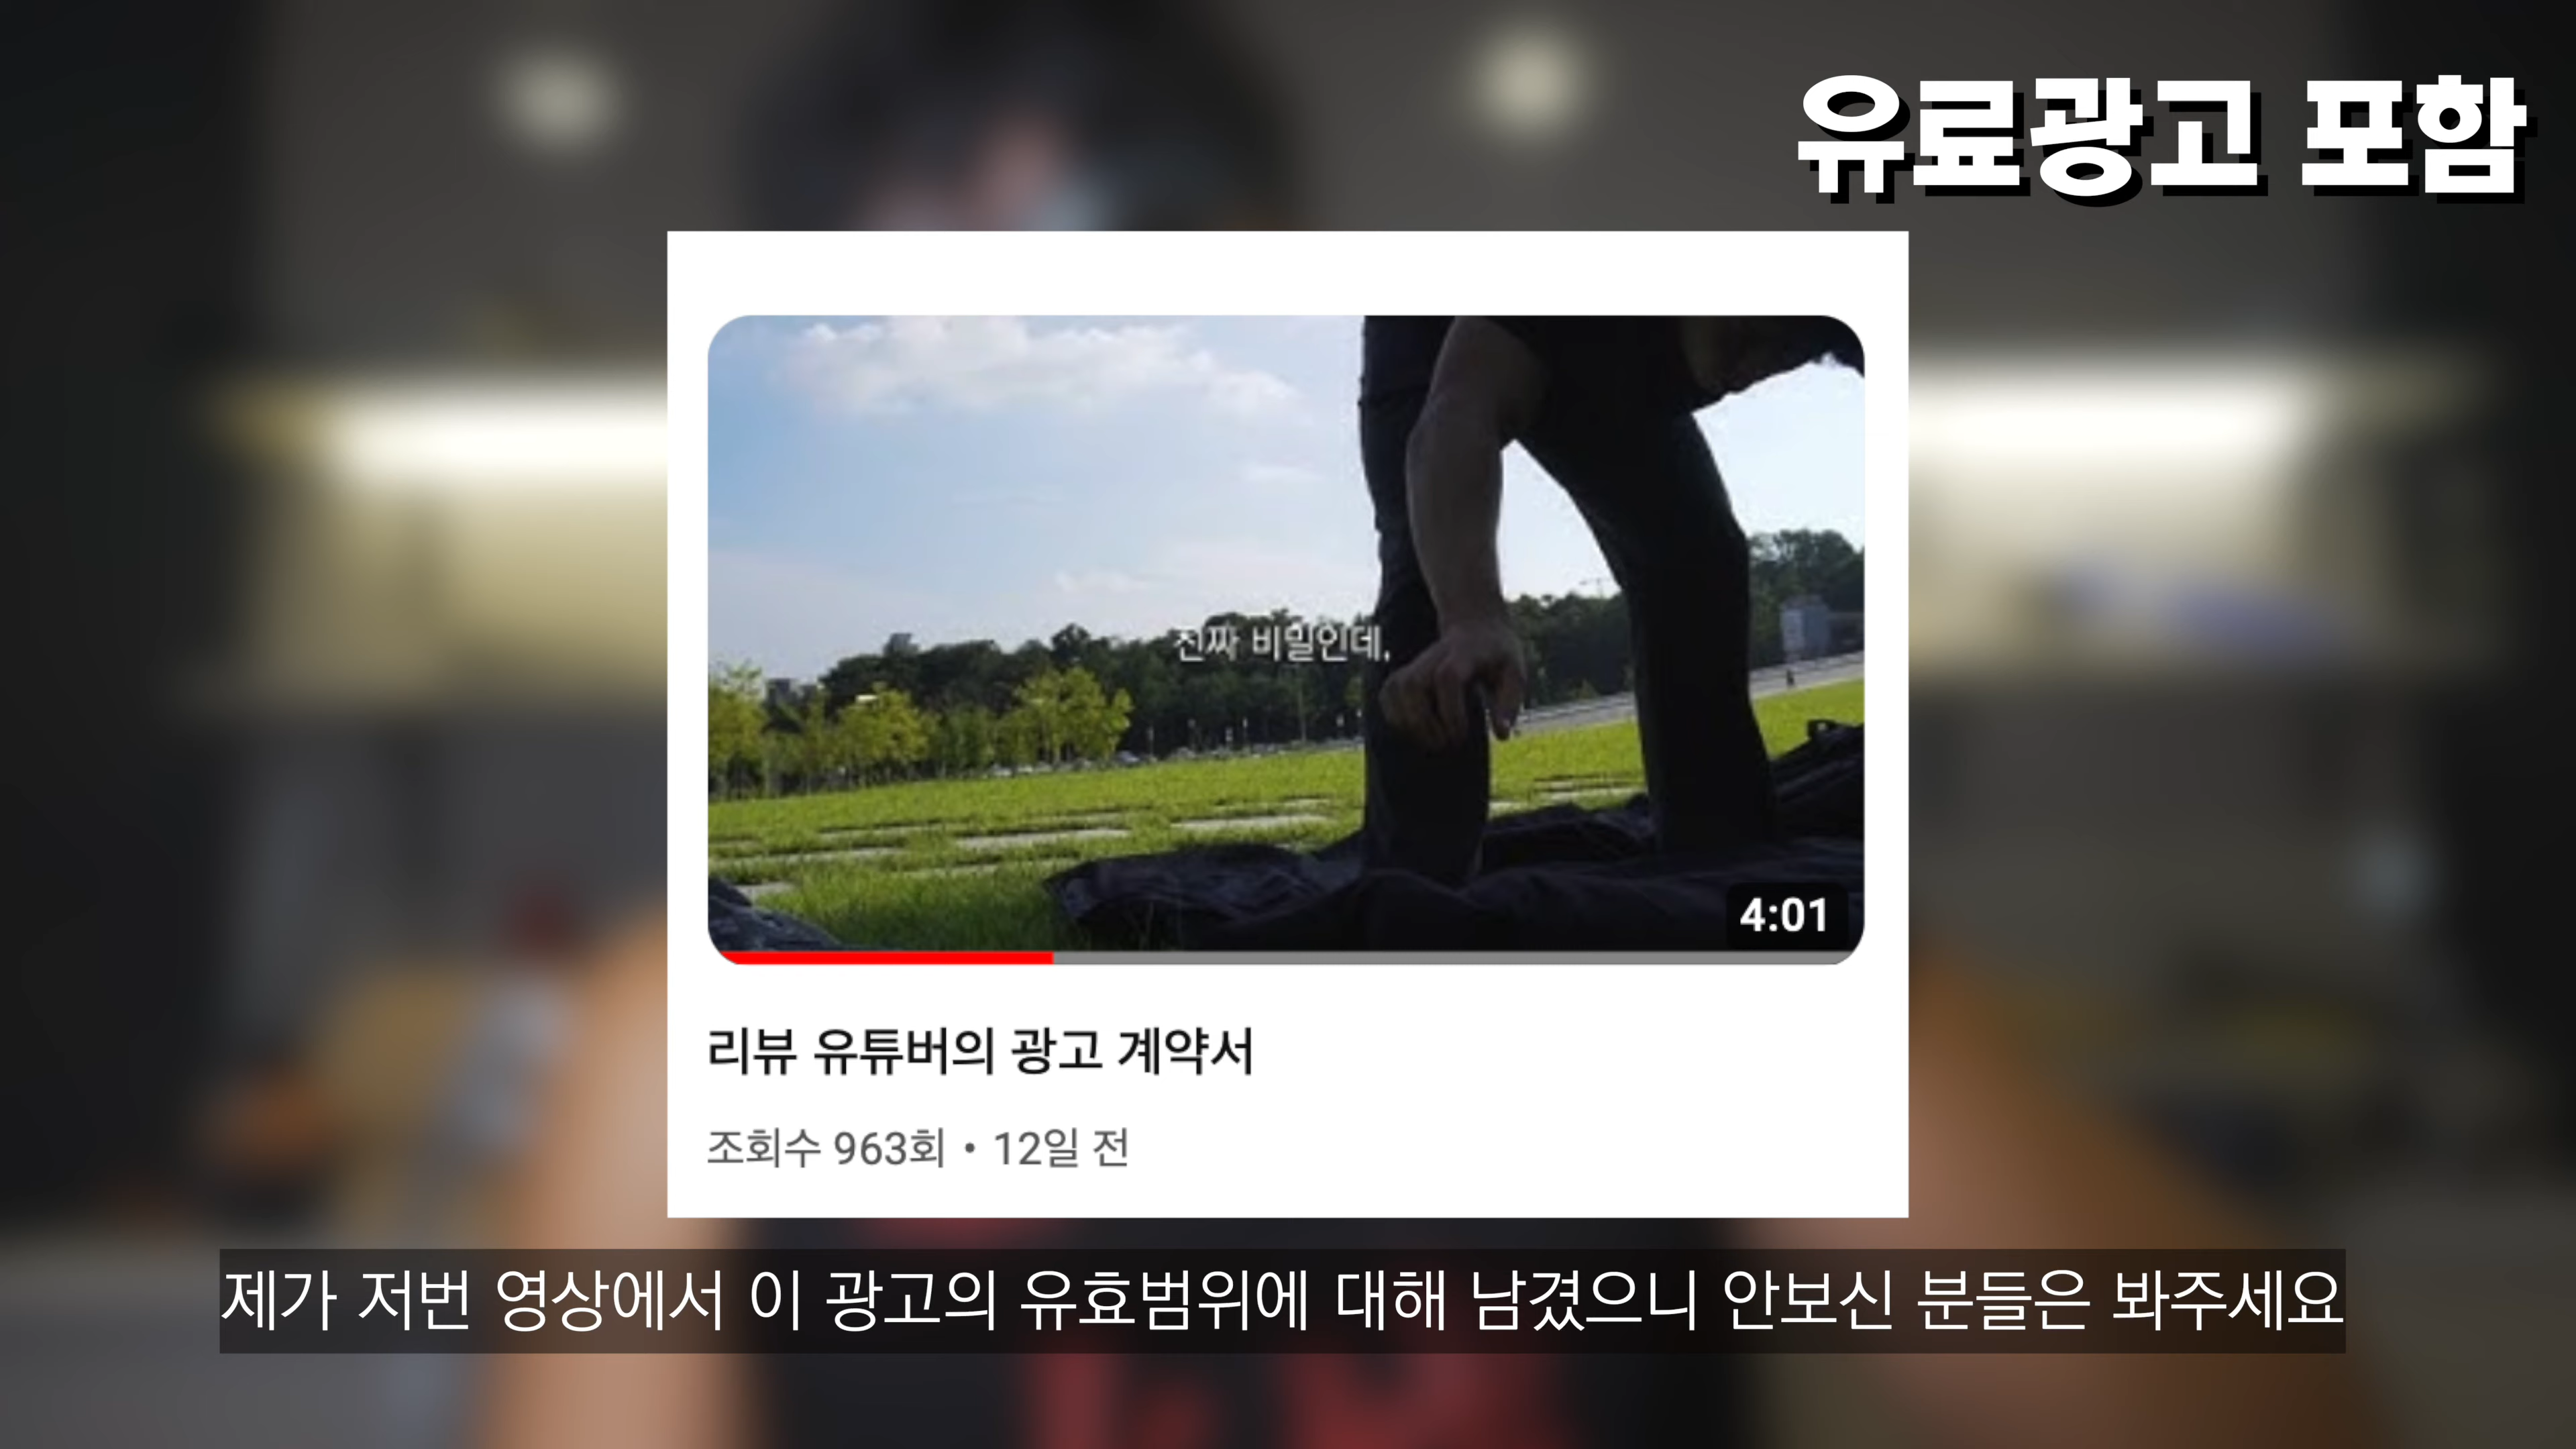 유료광고 포함
진짜 비밀인데,
4:01
리뷰 유튜버의 광고 계약서
조회수 963회 • 12일 전
제가 저번 영상에서 이 광고의 유효범위에 대해 남겼으니 안보신 분들은 봐주세요